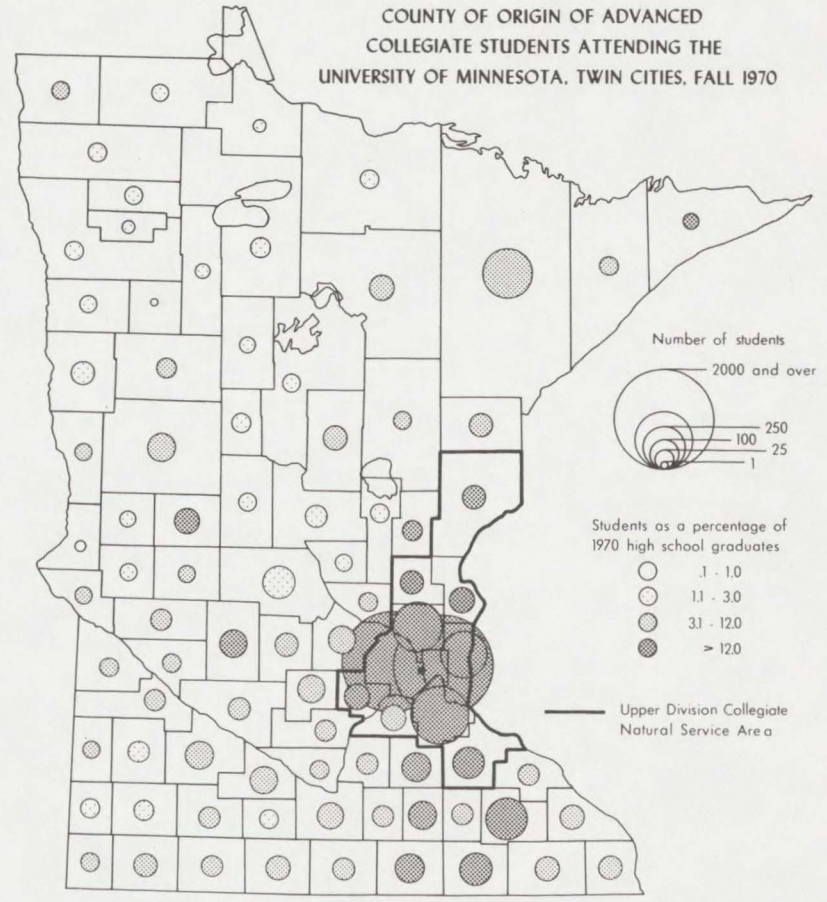 COUNTY OF ORIGIN OF ADVANCED
COLLEGIATE STUDENTS ATTENDING THE
UNIVERSITY OF MINNESOTA, TWIN CITIES, FALL 1970
Number of students
2000 and over
250
100
25
1
Students as a percentage of
1970 high school graduates
.1 - 1.0
1.1 - 3.0
3.1 - 12.0
> 12.0
Upper Division Collegiate
Natural Service Area